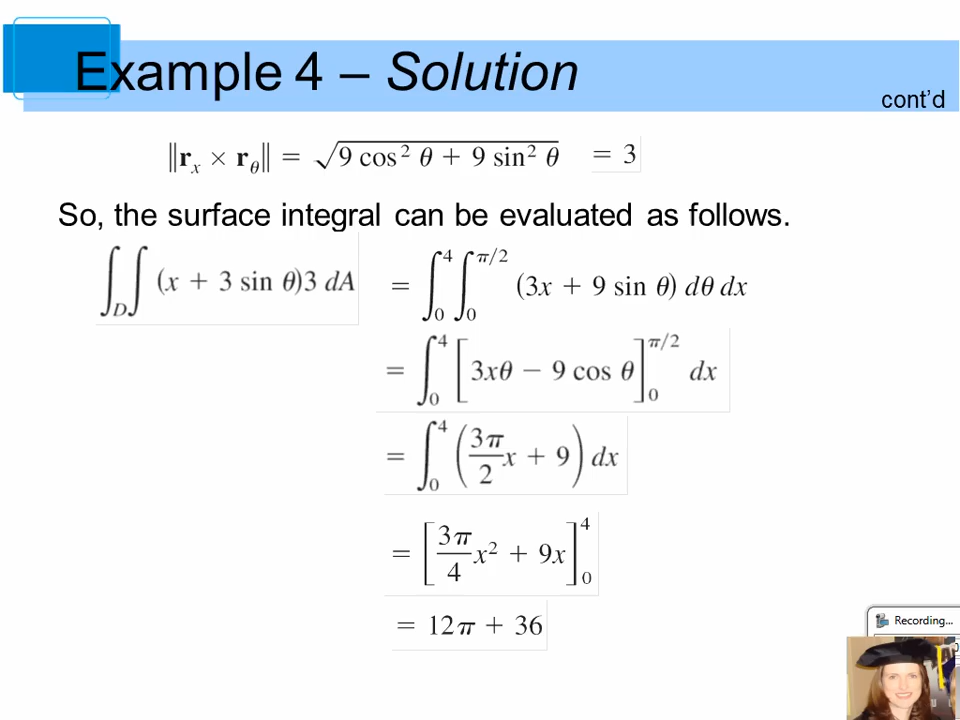 Example 4 – Solution
cont'd
‖r_x × r_θ‖ = √(9 cos² θ + 9 sin² θ) = 3
So, the surface integral can be evaluated as follows.
∫_D∫ (x + 3 sin θ)3 dA = ∫_0^4 ∫_0^{π/2} (3x + 9 sin θ) dθ dx
= ∫_0^4 [3xθ − 9 cos θ]_0^{π/2} dx
= ∫_0^4 (3π/2 x + 9) dx
= [3π/4 x² + 9x]_0^4
= 12π + 36
Recording...